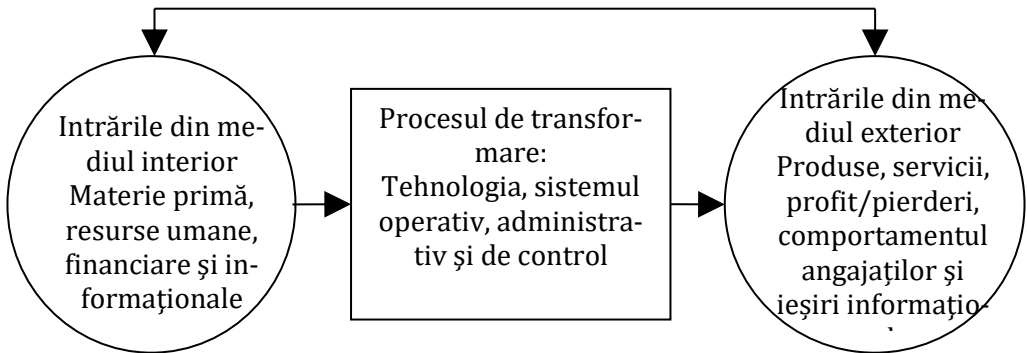 Intrările din me-
diul interior
Materie primă,
resurse umane,
financiare şi in-
formaţionale
Procesul de transfor-
mare:
Tehnologia, sistemul
operativ, administra-
tiv şi de control
Intrările din me-
diul exterior
Produse, servicii,
profit/pierderi,
comportamentul
angajaţilor şi
ieşiri informaţio-